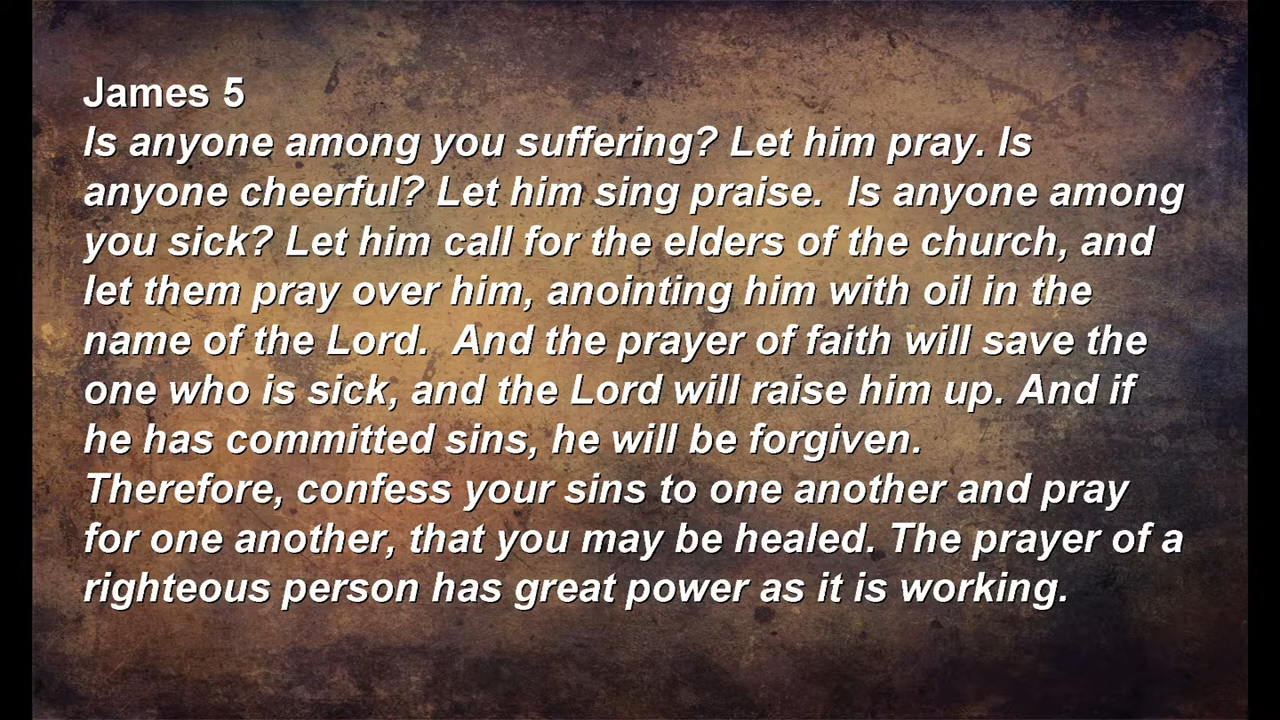 James 5
Is anyone among you suffering? Let him pray. Is
anyone cheerful? Let him sing praise.  Is anyone among
you sick? Let him call for the elders of the church, and
let them pray over him, anointing him with oil in the
name of the Lord.  And the prayer of faith will save the
one who is sick, and the Lord will raise him up. And if
he has committed sins, he will be forgiven.
Therefore, confess your sins to one another and pray
for one another, that you may be healed. The prayer of a
righteous person has great power as it is working.